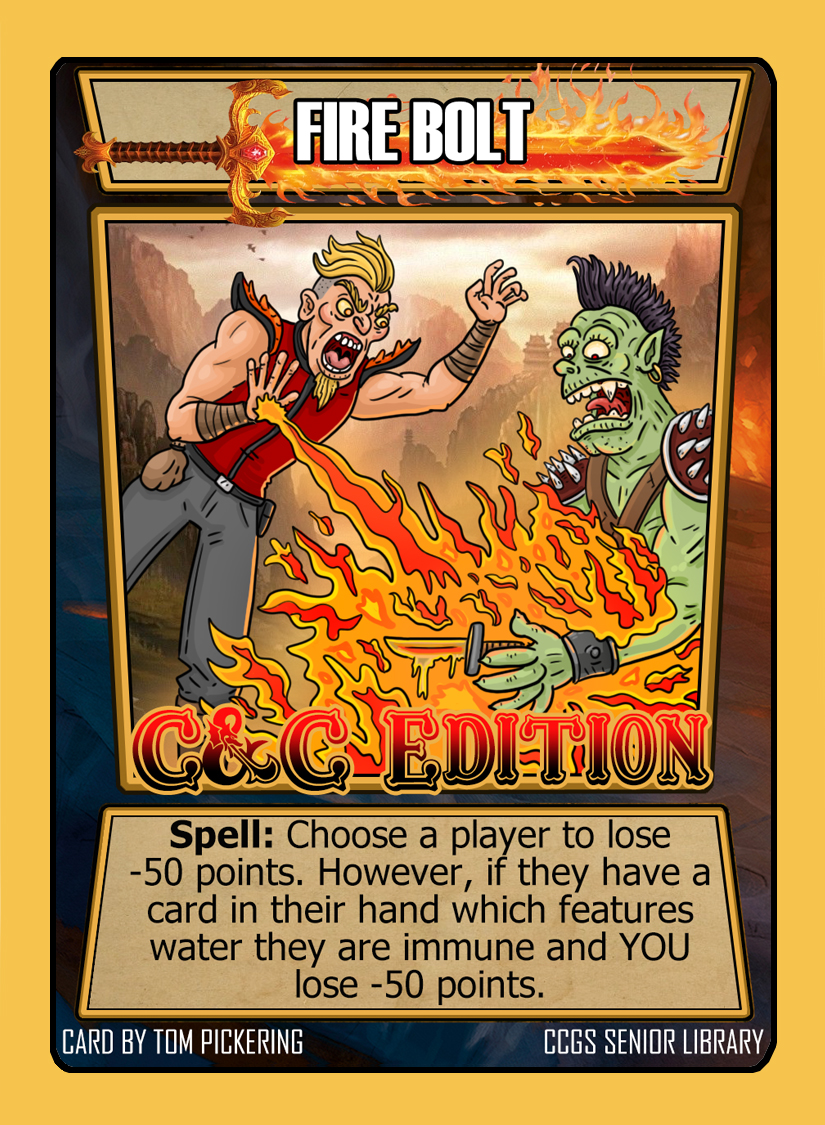 FIRE BOLT
C&C EDITION
Spell: Choose a player to lose
-50 points. However, if they have a
card in their hand which features
water they are immune and YOU
lose -50 points.
CARD BY TOM PICKERING
CCGS SENIOR LIBRARY